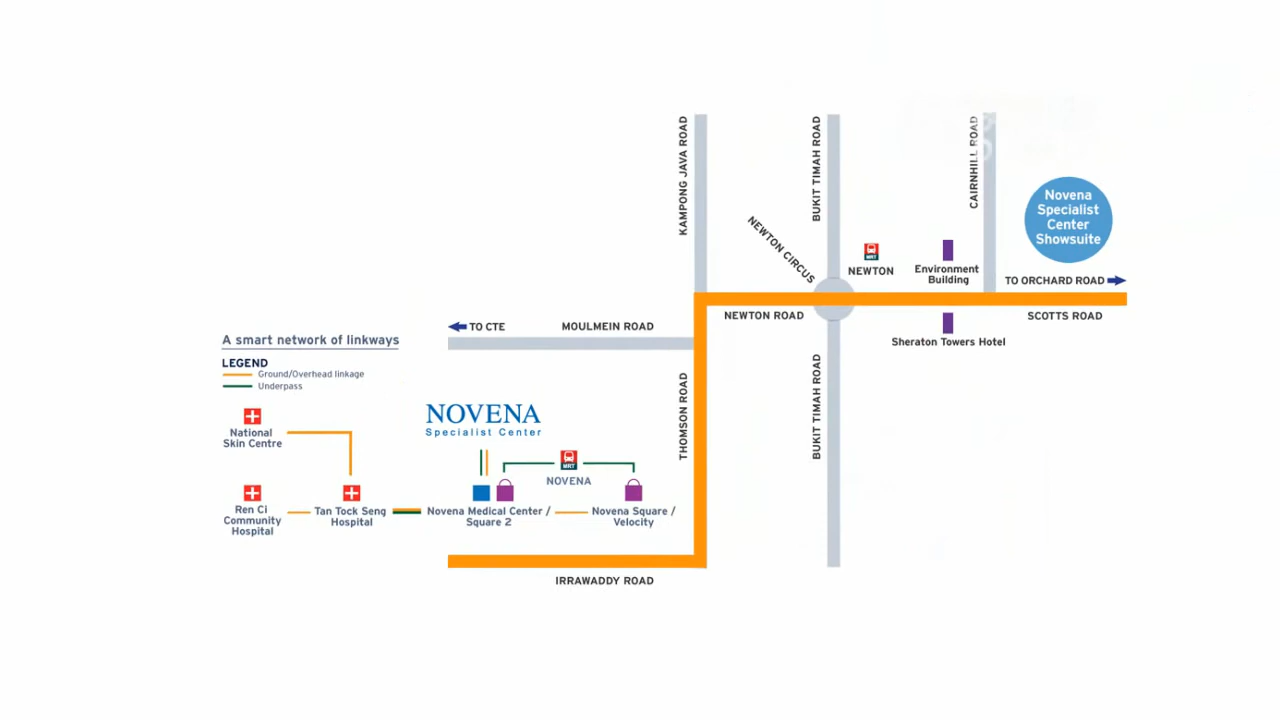 KAMPONG JAVA ROAD
BUKIT TIMAH ROAD
CAIRNHILL ROAD
Novena
Specialist
Center
Showsuite
NEWTON CIRCUS
MRT
NEWTON
Environment
Building
TO ORCHARD ROAD
NEWTON ROAD
SCOTTS ROAD
Sheraton Towers Hotel
TO CTE
MOULMEIN ROAD
A smart network of linkways
LEGEND
Ground/Overhead linkage
Underpass
THOMSON ROAD
BUKIT TIMAH ROAD
NOVENA
Specialist Center
National
Skin Centre
MRT
NOVENA
Ren Ci
Community
Hospital
Tan Tock Seng
Hospital
Novena Medical Center /
Square 2
Novena Square /
Velocity
IRRAWADDY ROAD